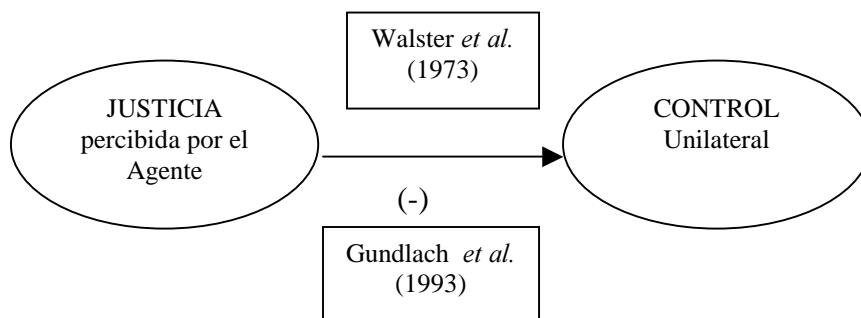 Walster et al.
(1973)
JUSTICIA
percibida por el
Agente
CONTROL
Unilateral
(-)
Gundlach et al.
(1993)